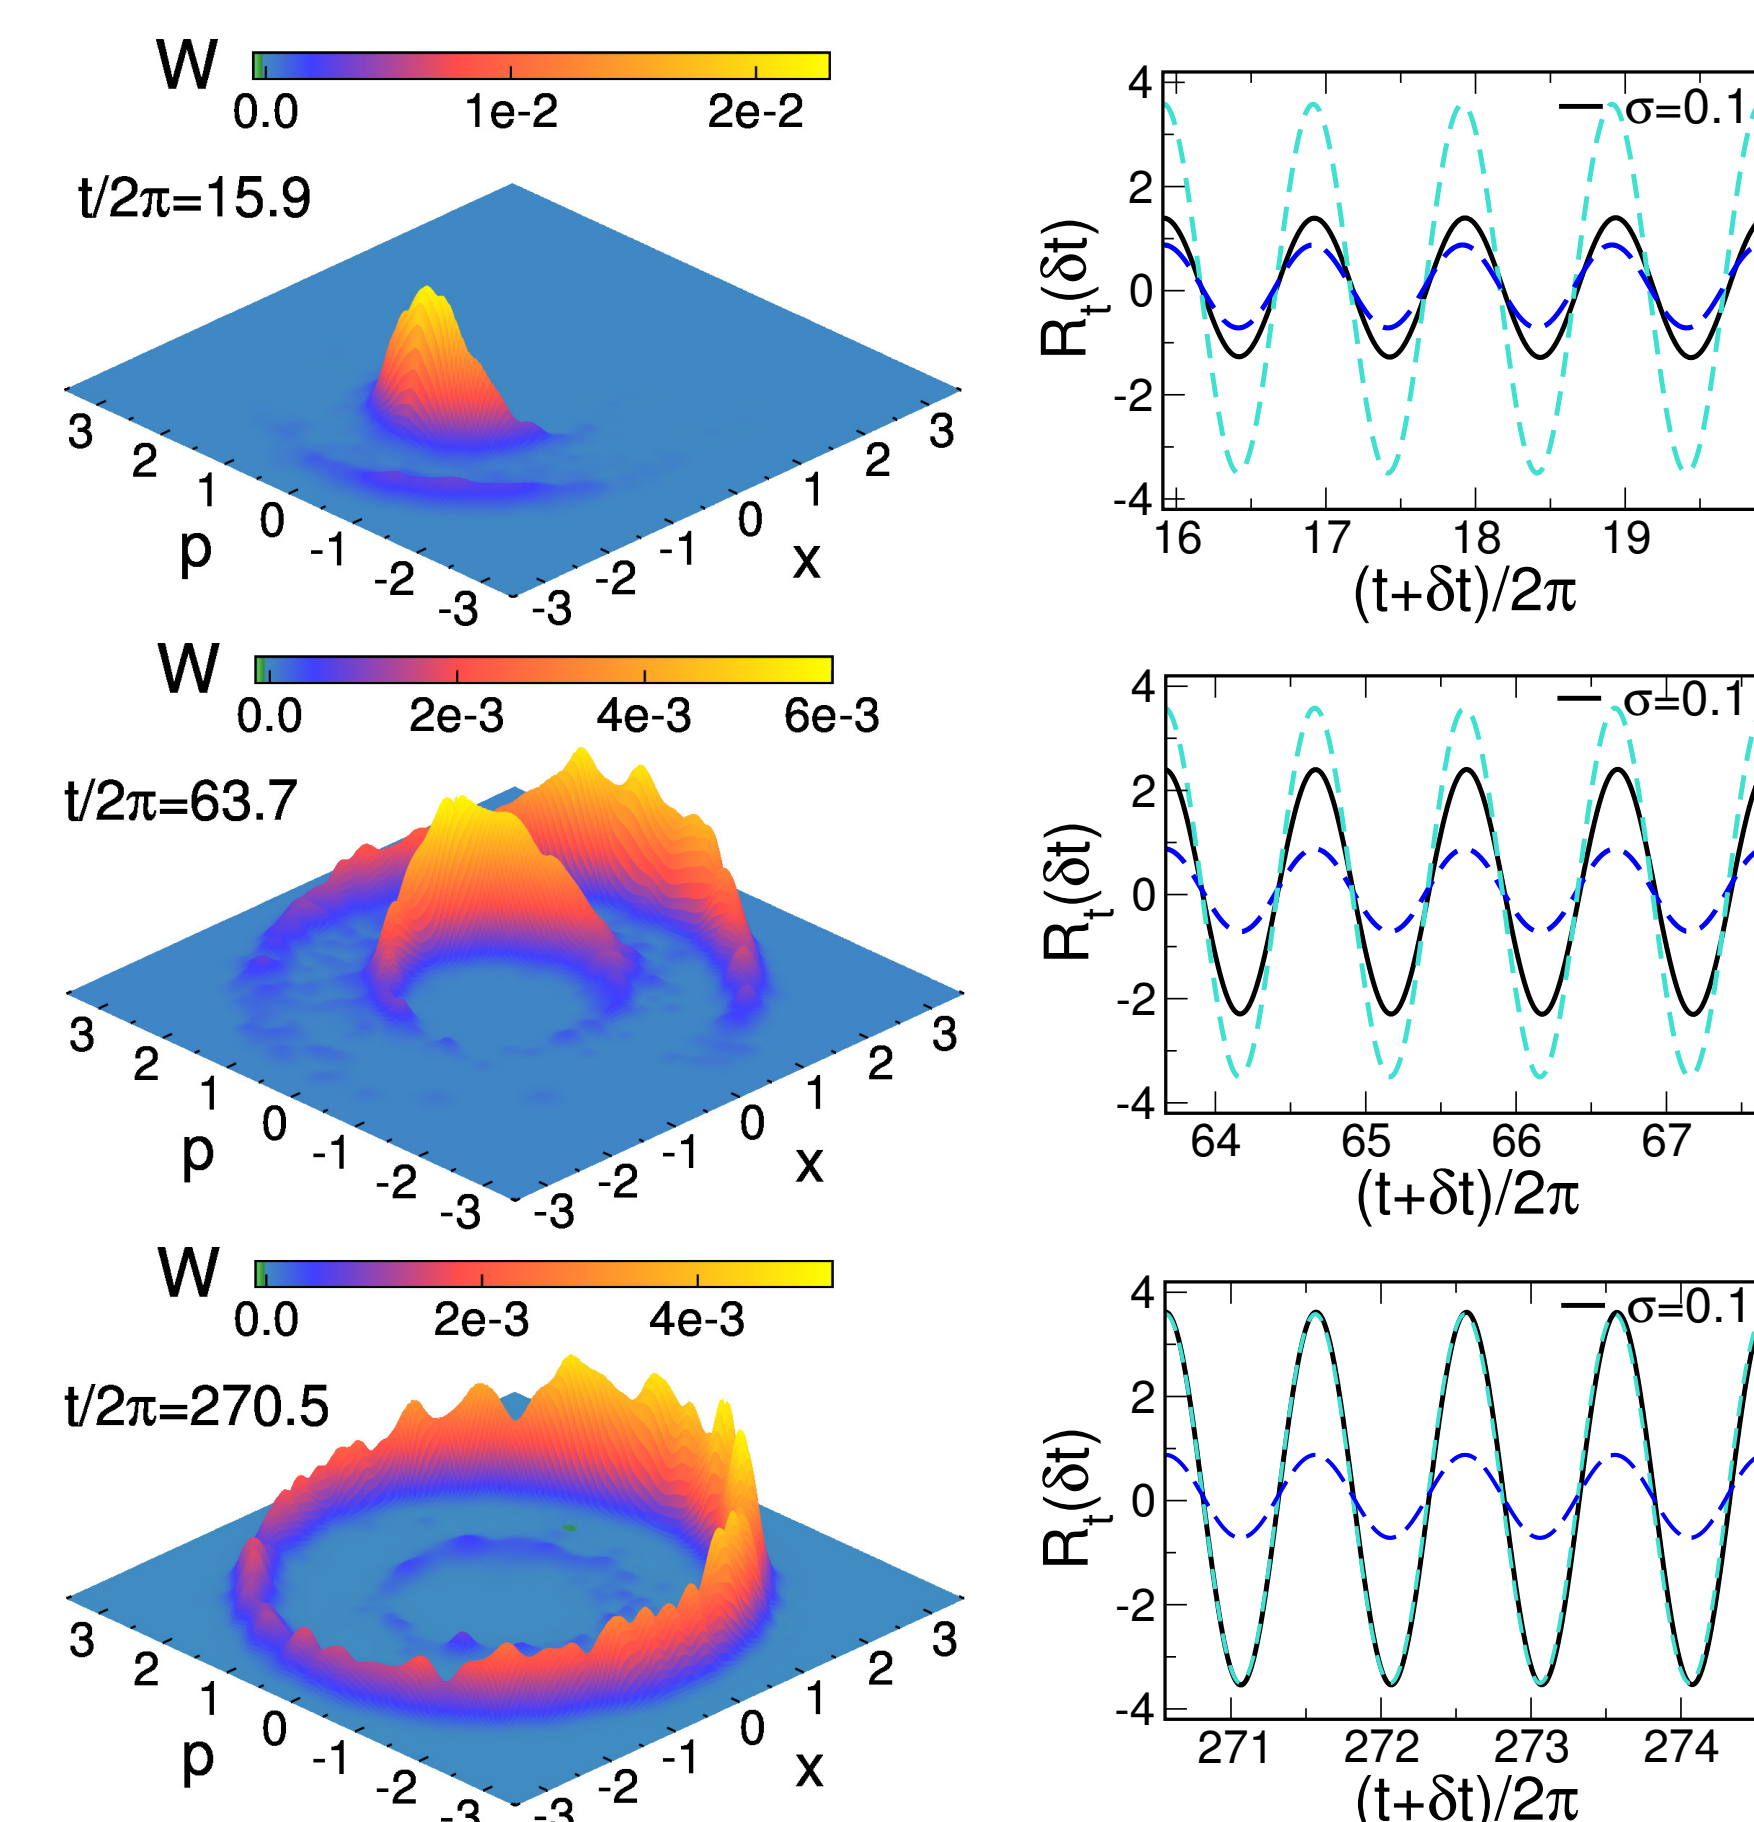 W
0.0 1e-2 2e-2
t/2π=15.9
3 2 1 0 -1 -2 -3
p
-3 -2 -1 0 1 2 3
x
4 2 0 -2 -4
R_t(δt)
σ=0.1
16 17 18 19
(t+δt)/2π
W
0.0 2e-3 4e-3 6e-3
t/2π=63.7
3 2 1 0 -1 -2 -3
p
-3 -2 -1 0 1 2 3
x
4 2 0 -2 -4
R_t(δt)
σ=0.1
64 65 66 67
(t+δt)/2π
W
0.0 2e-3 4e-3
t/2π=270.5
3 2 1 0 -1 -2 -3
p
-3 -2 -1 0 1 2 3
x
4 2 0 -2 -4
R_t(δt)
σ=0.1
271 272 273 274
(t+δt)/2π